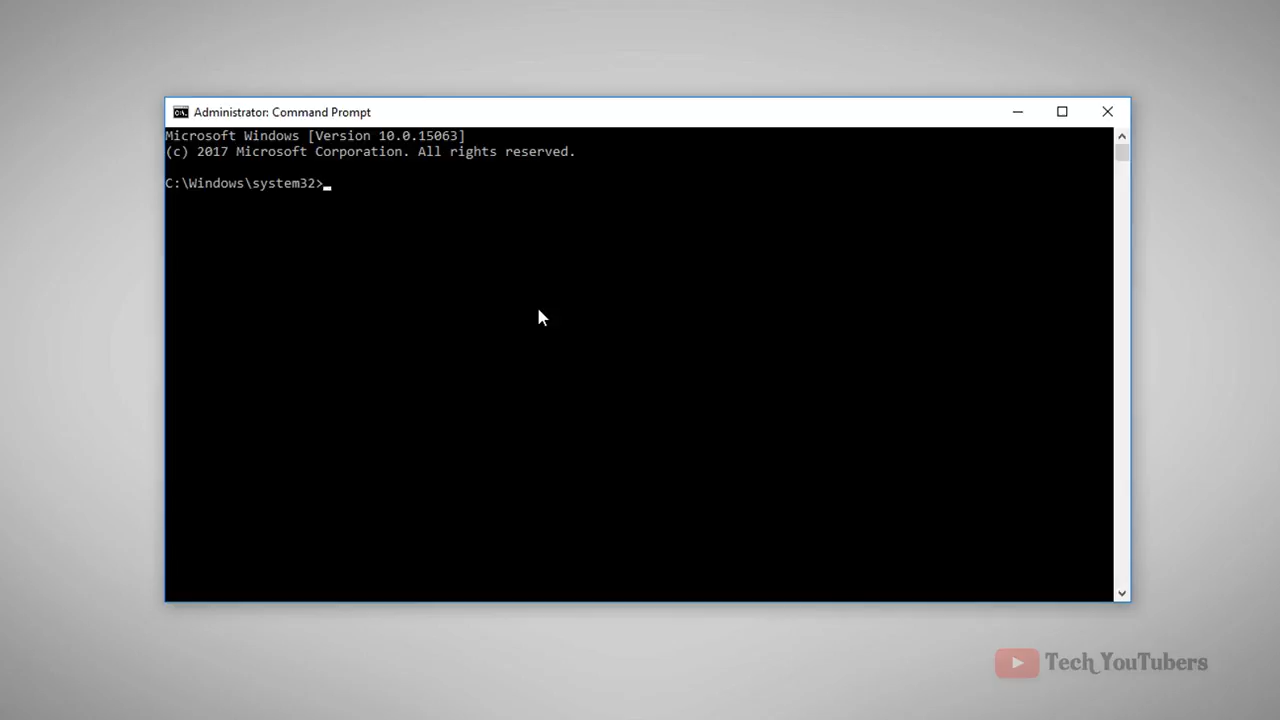 Administrator: Command Prompt
Microsoft Windows [Version 10.0.15063]
(c) 2017 Microsoft Corporation. All rights reserved.
C:\Windows\system32>
Tech YouTubers